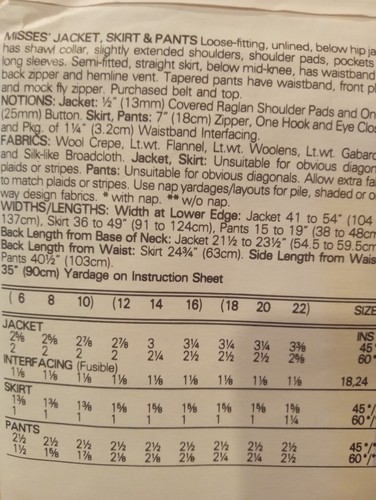 MISSES' JACKET, SKIRT & PANTS Loose-fitting, unlined, below hip ja
has shawl collar, slightly extended shoulders, shoulder pads, pockets
long sleeves. Semi-fitted, straight skirt, below mid-knee, has waistband
back zipper and hemline vent. Tapered pants have waistband, front pl
and mock fly zipper. Purchased belt and top.
NOTIONS: Jacket: ½" (13mm) Covered Raglan Shoulder Pads and On
(25mm) Button. Skirt, Pants: 7" (18cm) Zipper, One Hook and Eye Clos
and Pkg. of 1¼" (3.2cm) Waistband Interfacing.
FABRICS: Wool Crepe, Lt.wt. Flannel, Lt.wt. Woolens, Lt.wt. Gabard
and Silk-like Broadcloth. Jacket, Skirt: Unsuitable for obvious diagon
plaids or stripes. Pants: Unsuitable for obvious diagonals. Allow extra fa
to match plaids or stripes. Use nap yardages/layouts for pile, shaded or o
way design fabrics. * with nap. ** w/o nap.
WIDTHS/LENGTHS: Width at Lower Edge: Jacket 41 to 54" (104
137cm), Skirt 36 to 49" (91 to 124cm), Pants 15 to 19" (38 to 48cm
Back Length from Base of Neck: Jacket 21½ to 23½" (54.5 to 59.5cm
Back Length from Waist: Skirt 24¾" (63cm). Side Length from Wais
Pants 40½" (103cm).
35" (90cm) Yardage on Instruction Sheet
( 6 8 10) (12 14 16) (18 20 22) SIZE
JACKET INS
2⅝ 2⅝ 2⅞ 2⅞ 3 3¼ 3¼ 3¼ 3⅜ 45*
2 2 2 2 2¼ 2½ 2½ 2½ 2⅝ 60*
INTERFACING (Fusible)
1⅛ 1⅛ 1⅛ 1⅛ 1⅛ 1⅛ 1⅛ 1⅛ 1⅛ 18,24
SKIRT
1⅜ 1⅜ 1⅜ 1⅝ 1⅝ 1⅝ 1⅝ 1⅝ 1⅝ 45*/
1 1 1 1 1 1 1 1 1¼ 60*/
PANTS
2½ 2½ 2½ 2½ 2½ 2½ 2½ 2½ 2½ 45*/
1½ 1⅝ 1⅞ 2⅛ 2⅛ 2⅛ 2¼ 2¼ 2½ 60*/